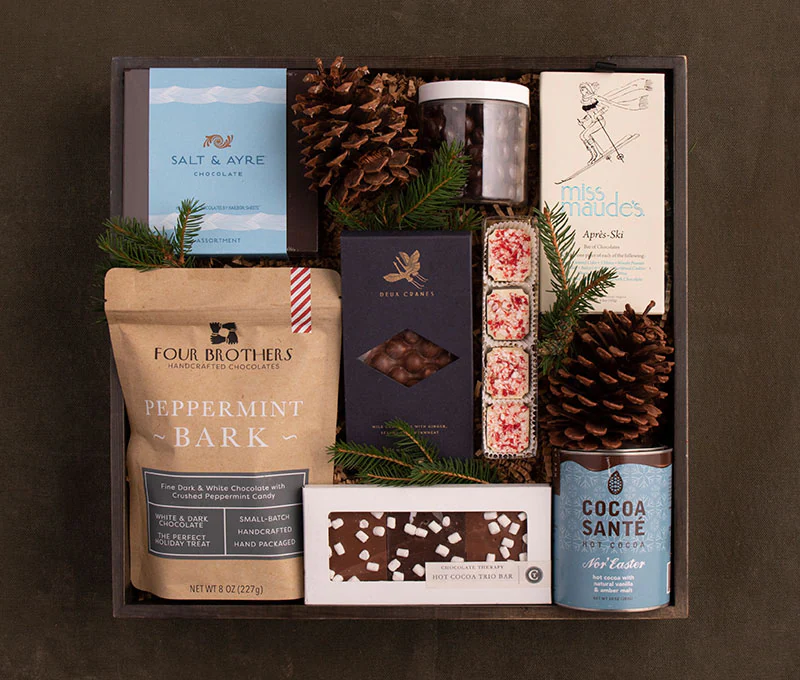 SALT & AYRE
CHOCOLATE
ASSORTMENT
miss
maude's
Après-Ski
Bar of Chocolates
DEUX CRANES
FOUR BROTHERS
HANDCRAFTED CHOCOLATES
PEPPERMINT
~ BARK ~
Fine Dark & White Chocolate with
Crushed Peppermint Candy
WHITE & DARK
CHOCOLATE
THE PERFECT
HOLIDAY TREAT
SMALL-BATCH
HANDCRAFTED
HAND PACKAGED
NET WT 8 OZ (227g)
CHOCOLATE THERAPY
HOT COCOA TRIO BAR
COCOA
SANTÉ
HOT COCOA
Nor'Easter
hot cocoa with
natural vanilla
& amber malt